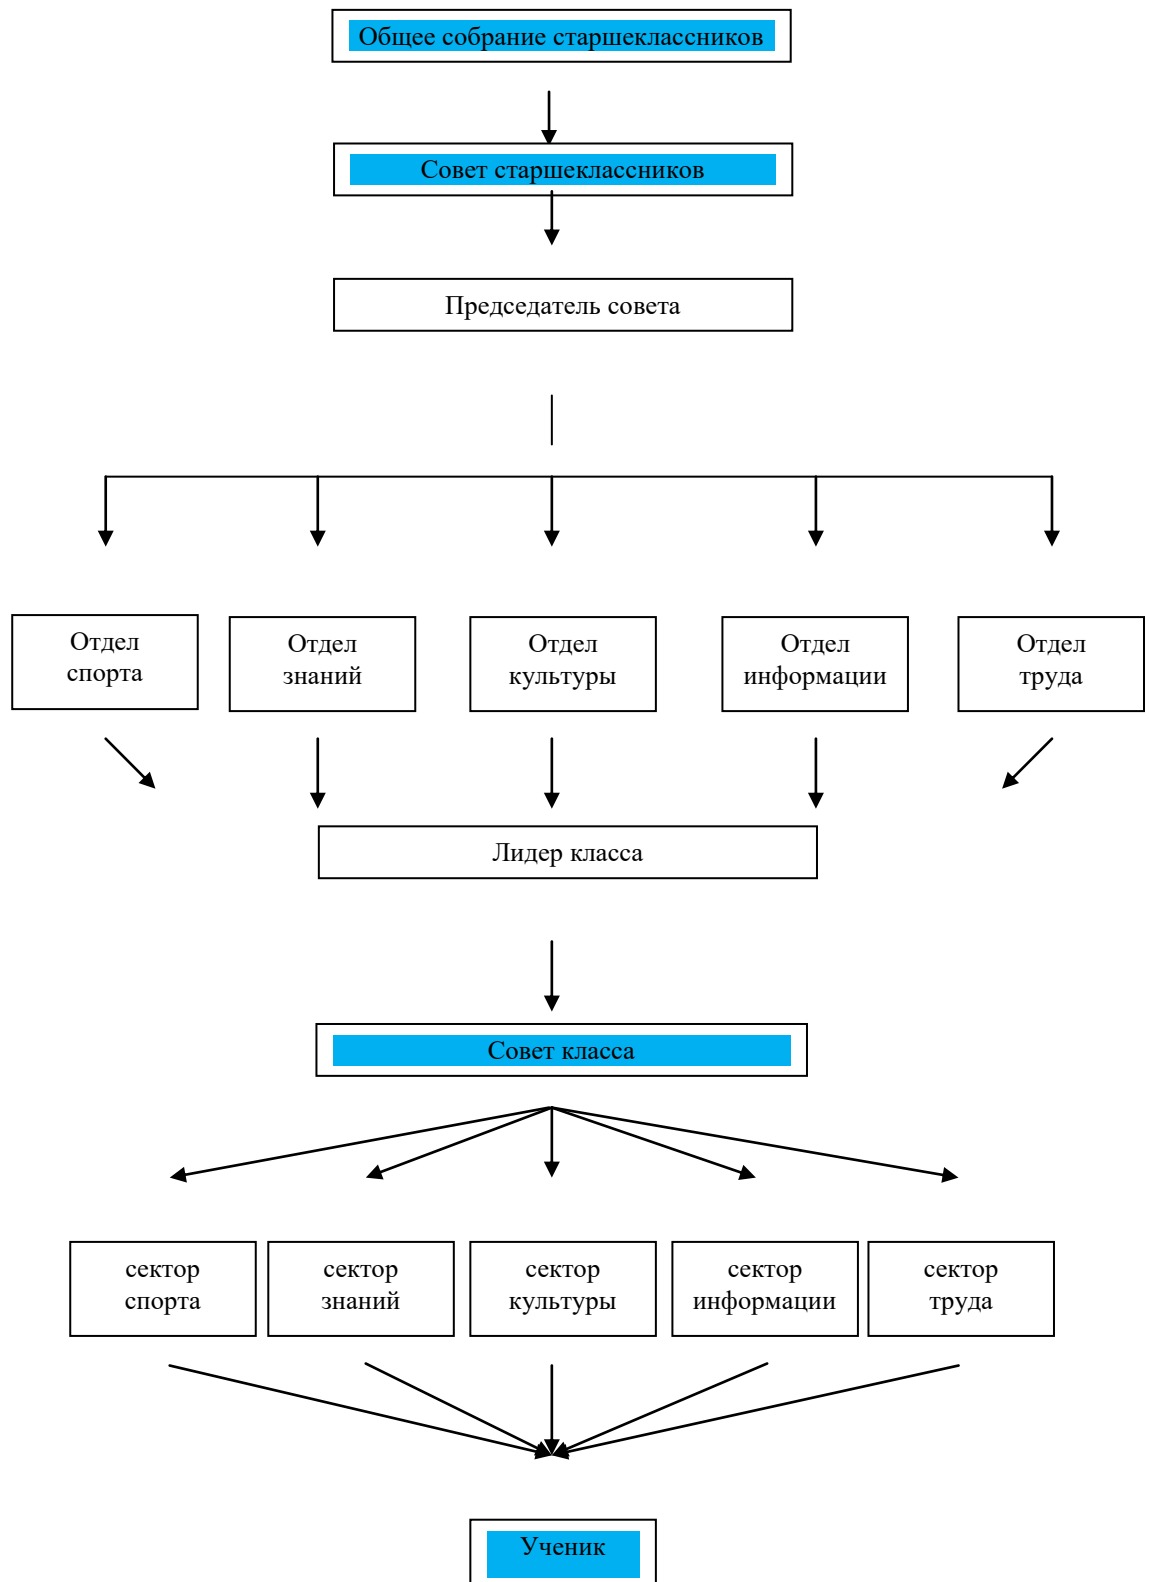 Общее собрание старшеклассников
Совет старшеклассников
Председатель совета
Отдел
спорта
Отдел
знаний
Отдел
культуры
Отдел
информации
Отдел
труда
Лидер класса
Совет класса
сектор
спорта
сектор
знаний
сектор
культуры
сектор
информации
сектор
труда
Ученик